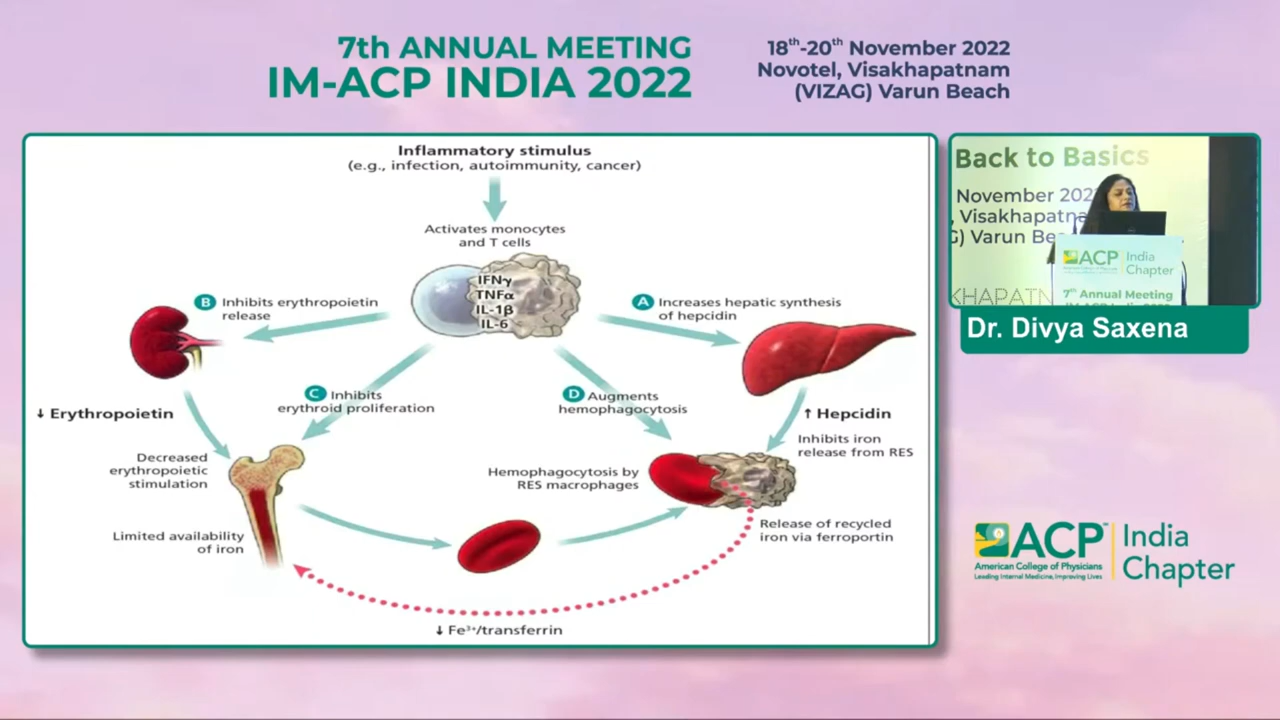 7th ANNUAL MEETING
IM-ACP INDIA 2022
18th-20th November 2022
Novotel, Visakhapatnam
(VIZAG) Varun Beach
Inflammatory stimulus
(e.g., infection, autoimmunity, cancer)
Activates monocytes
and T cells
IFNγ
TNFα
IL-1β
IL-6
B Inhibits erythropoietin
release
A Increases hepatic synthesis
of hepcidin
C Inhibits
erythroid proliferation
D Augments
hemophagocytosis
↓ Erythropoietin
↑ Hepcidin
Inhibits iron
release from RES
Decreased
erythropoietic
stimulation
Hemophagocytosis by
RES macrophages
Limited availability
of iron
Release of recycled
iron via ferroportin
↓ Fe³⁺/transferrin
Back to Basics
November 202
, Visakhapatna
G) Varun Be
KHAPATN
ACP India
Chapter
7th Annual Meeting
Dr. Divya Saxena
ACP™ India
Chapter
American College of Physicians
Leading Internal Medicine, Improving Lives